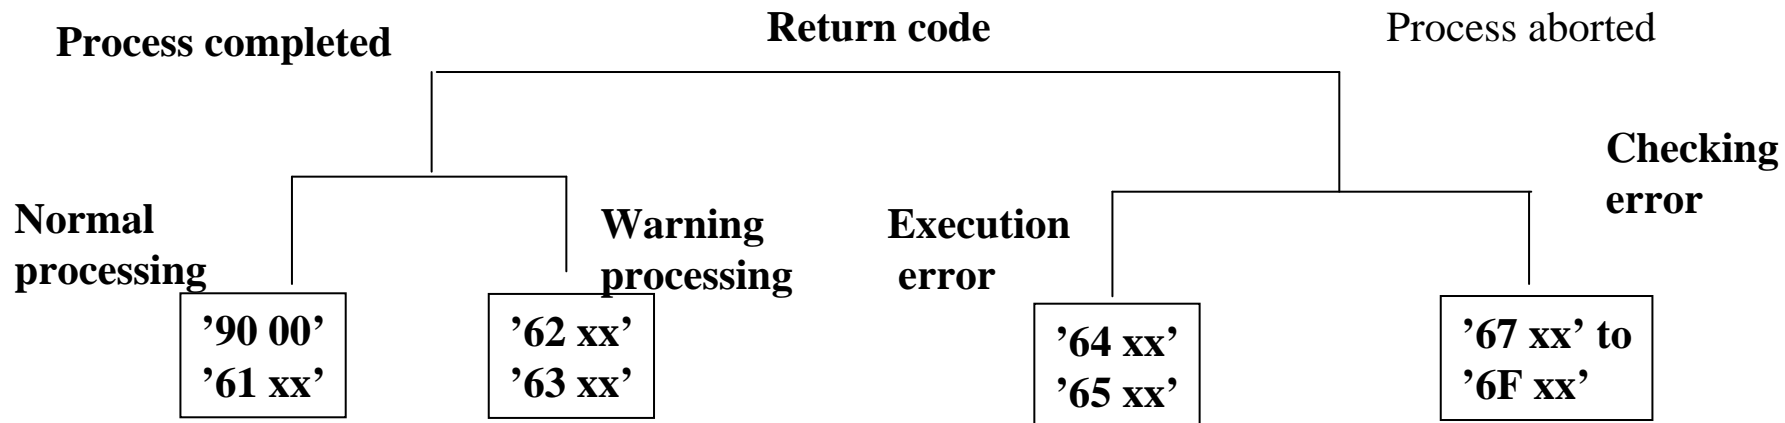 Process completed
Return code
Process aborted
Checking
error
Normal
processing
Warning
processing
Execution
error
’90 00’
’61 xx’
’62 xx’
’63 xx’
’64 xx’
’65 xx’
’67 xx’ to
’6F xx’